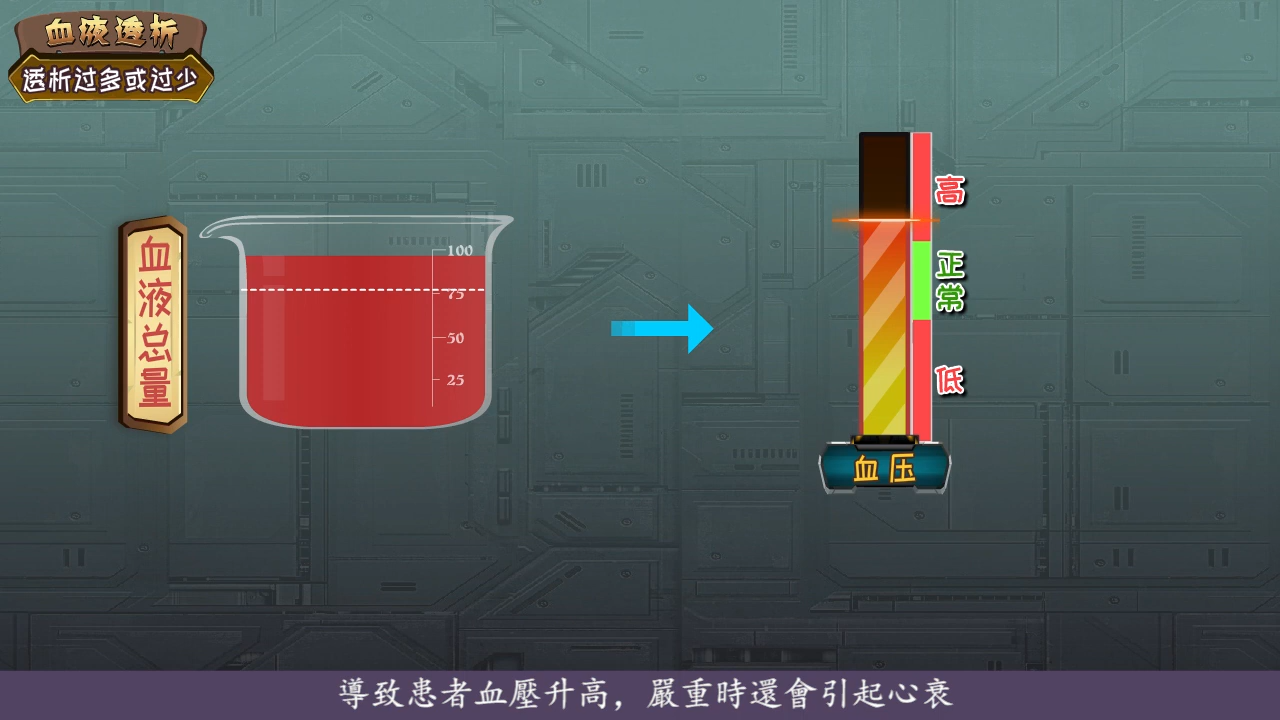 血液透析
透析过多或过少
血液总量
100
75
50
25
高
正常
低
血压
導致患者血壓升高，嚴重時還會引起心衰